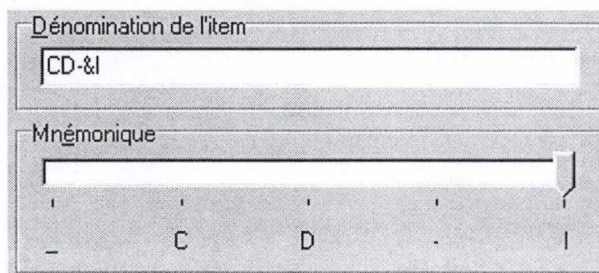 Dénomination de l'item
CD-&I
Mnémonique
_ C D - I